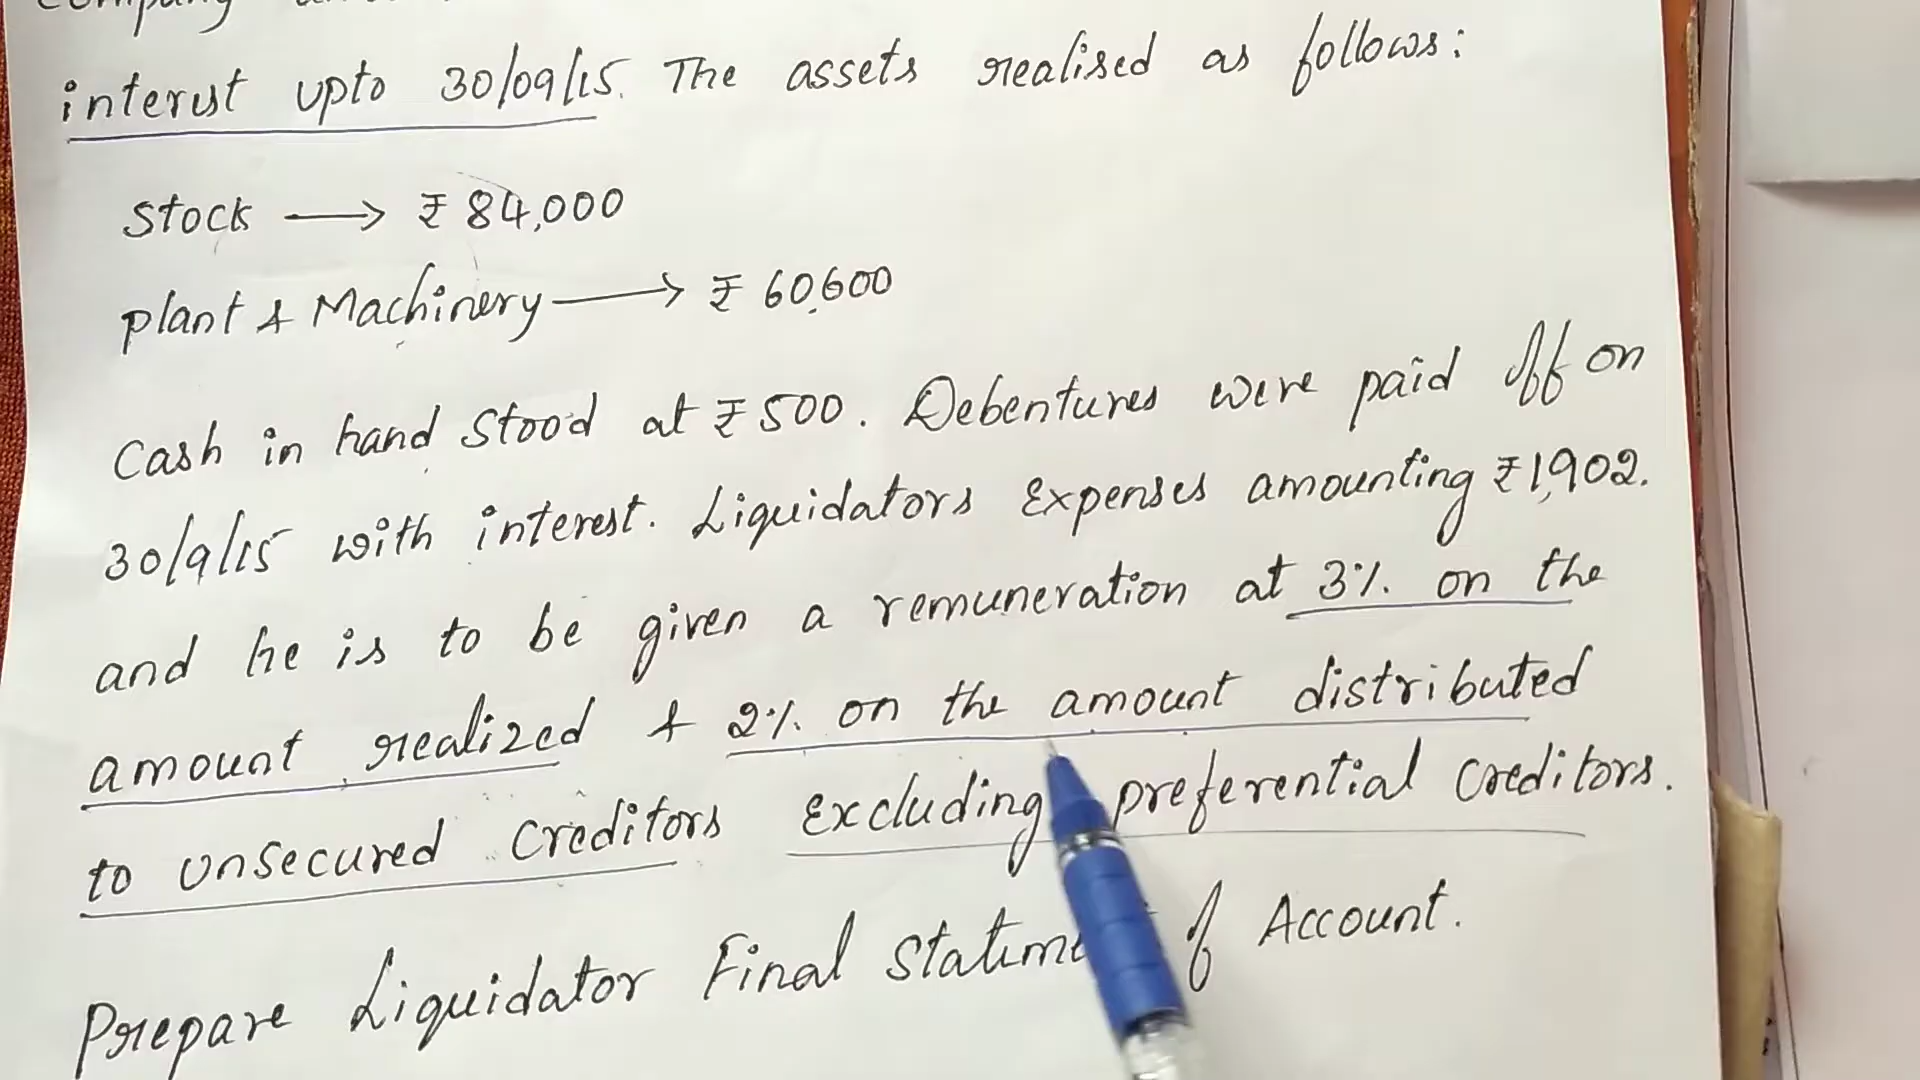 company
interest upto 30/09/15. The assets realised as follows:
Stock → ₹ 84,000
plant & Machinery → ₹ 60,600
Cash in hand Stood at ₹500. Debentures were paid off on
30/9/15 with interest. Liquidators Expenses amounting ₹1,902.
and he is to be given a remuneration at 3%. on the
amount realized & 2%. on the amount distributed
to unsecured Creditors Excluding preferential Creditors.
Prepare Liquidator Final of Account.